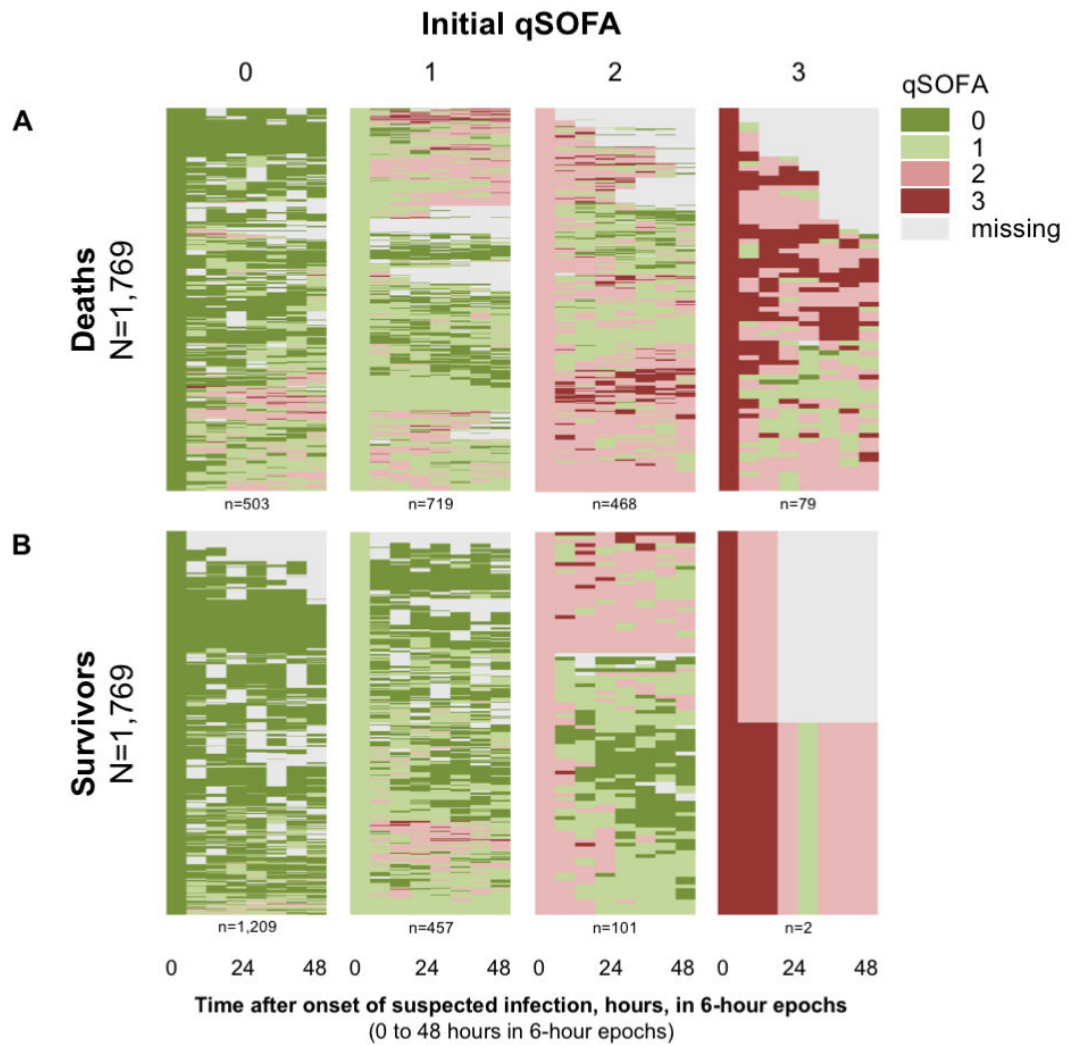 Initial qSOFA
0 1 2 3
qSOFA
0
1
2
3
missing
A
Deaths
N=1,769
n=503 n=719 n=468 n=79
B
Survivors
N=1,769
n=1,209 n=457 n=101 n=2
0 24 48 0 24 48 0 24 48 0 24 48
Time after onset of suspected infection, hours, in 6-hour epochs
(0 to 48 hours in 6-hour epochs)